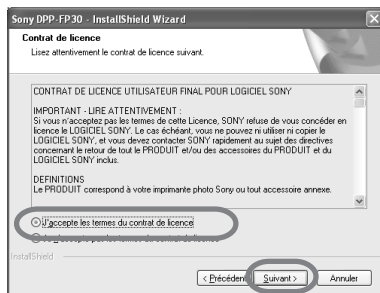 Sony DPP-FP30 - InstallShield Wizard
Contrat de licence
Lisez attentivement le contrat de licence suivant.
CONTRAT DE LICENCE UTILISATEUR FINAL POUR LOGICIEL SONY
IMPORTANT - LIRE ATTENTIVEMENT :
Si vous n'acceptez pas les termes de cette Licence, SONY refuse de vous concéder en
licence le LOGICIEL SONY. Le cas échéant, vous ne pouvez ni utiliser ni copier le
LOGICIEL SONY, et vous devez contacter SONY rapidement au sujet des directives
concernant le retour de tout le PRODUIT et/ou des accessoires du PRODUIT et du
LOGICIEL SONY inclus.
DEFINITIONS
Le PRODUIT correspond à votre imprimante photo Sony ou tout accessoire annexe.
J'accepte les termes du contrat de licence
InstallShield
< Précédent Suivant > Annuler